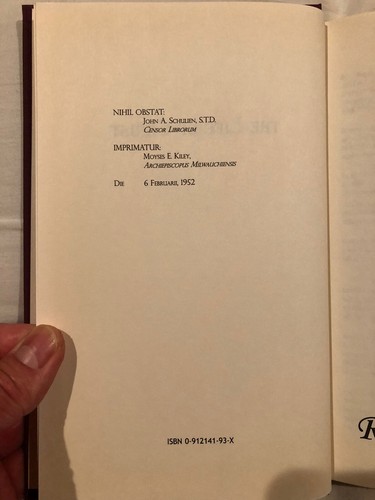 NIHIL OBSTAT:
JOHN A. SCHULIEN, S.T.D.
CENSOR LIBRORUM
IMPRIMATUR:
MOYSES E. KILEY,
ARCHIEPISCOPUS MILWAUCHIENSIS
DIE 6 FEBRUARII, 1952
ISBN 0-912141-93-X